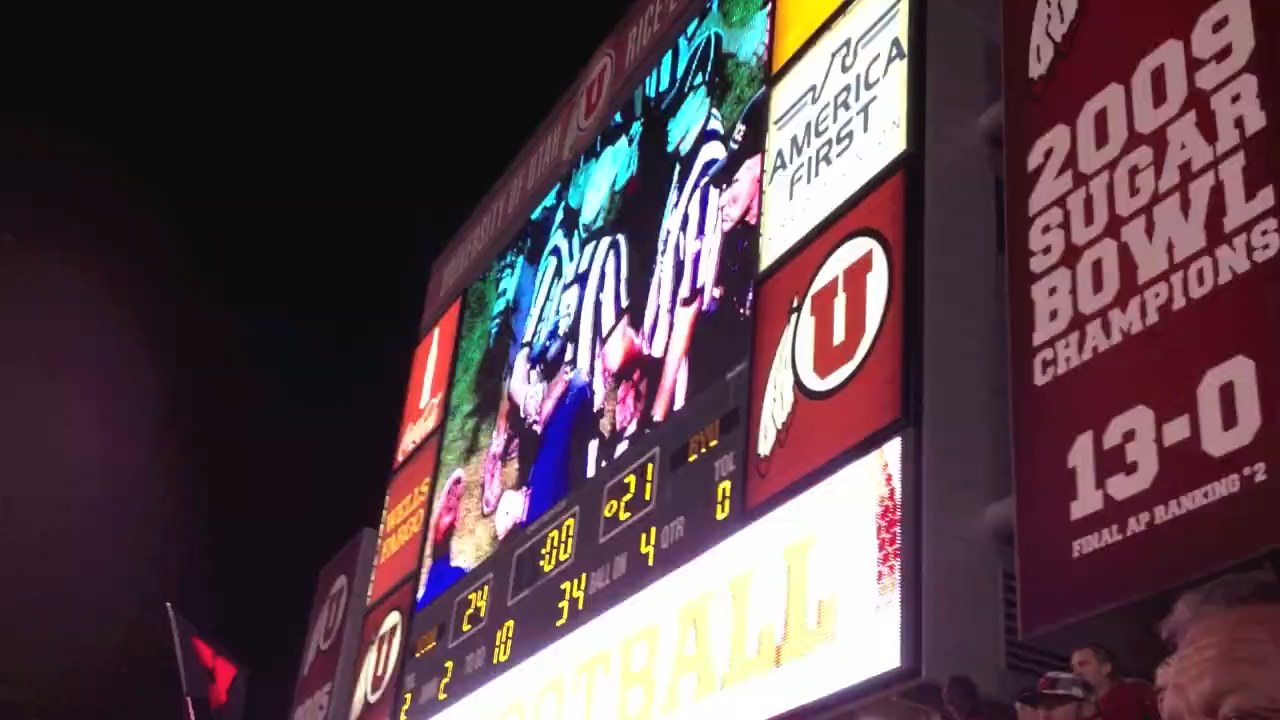 UNIVERSITY OF UTAH U RICE-E
AMERICA
FIRST
U
WELLS
FARGO
U
U
BYU
24
:00
21
TOL
0
2
TO GO
10
34
BALL ON
4
QTR
2
FOOTBALL
2009
SUGAR
BOWL
CHAMPIONS
13-0
FINAL AP RANKING #2